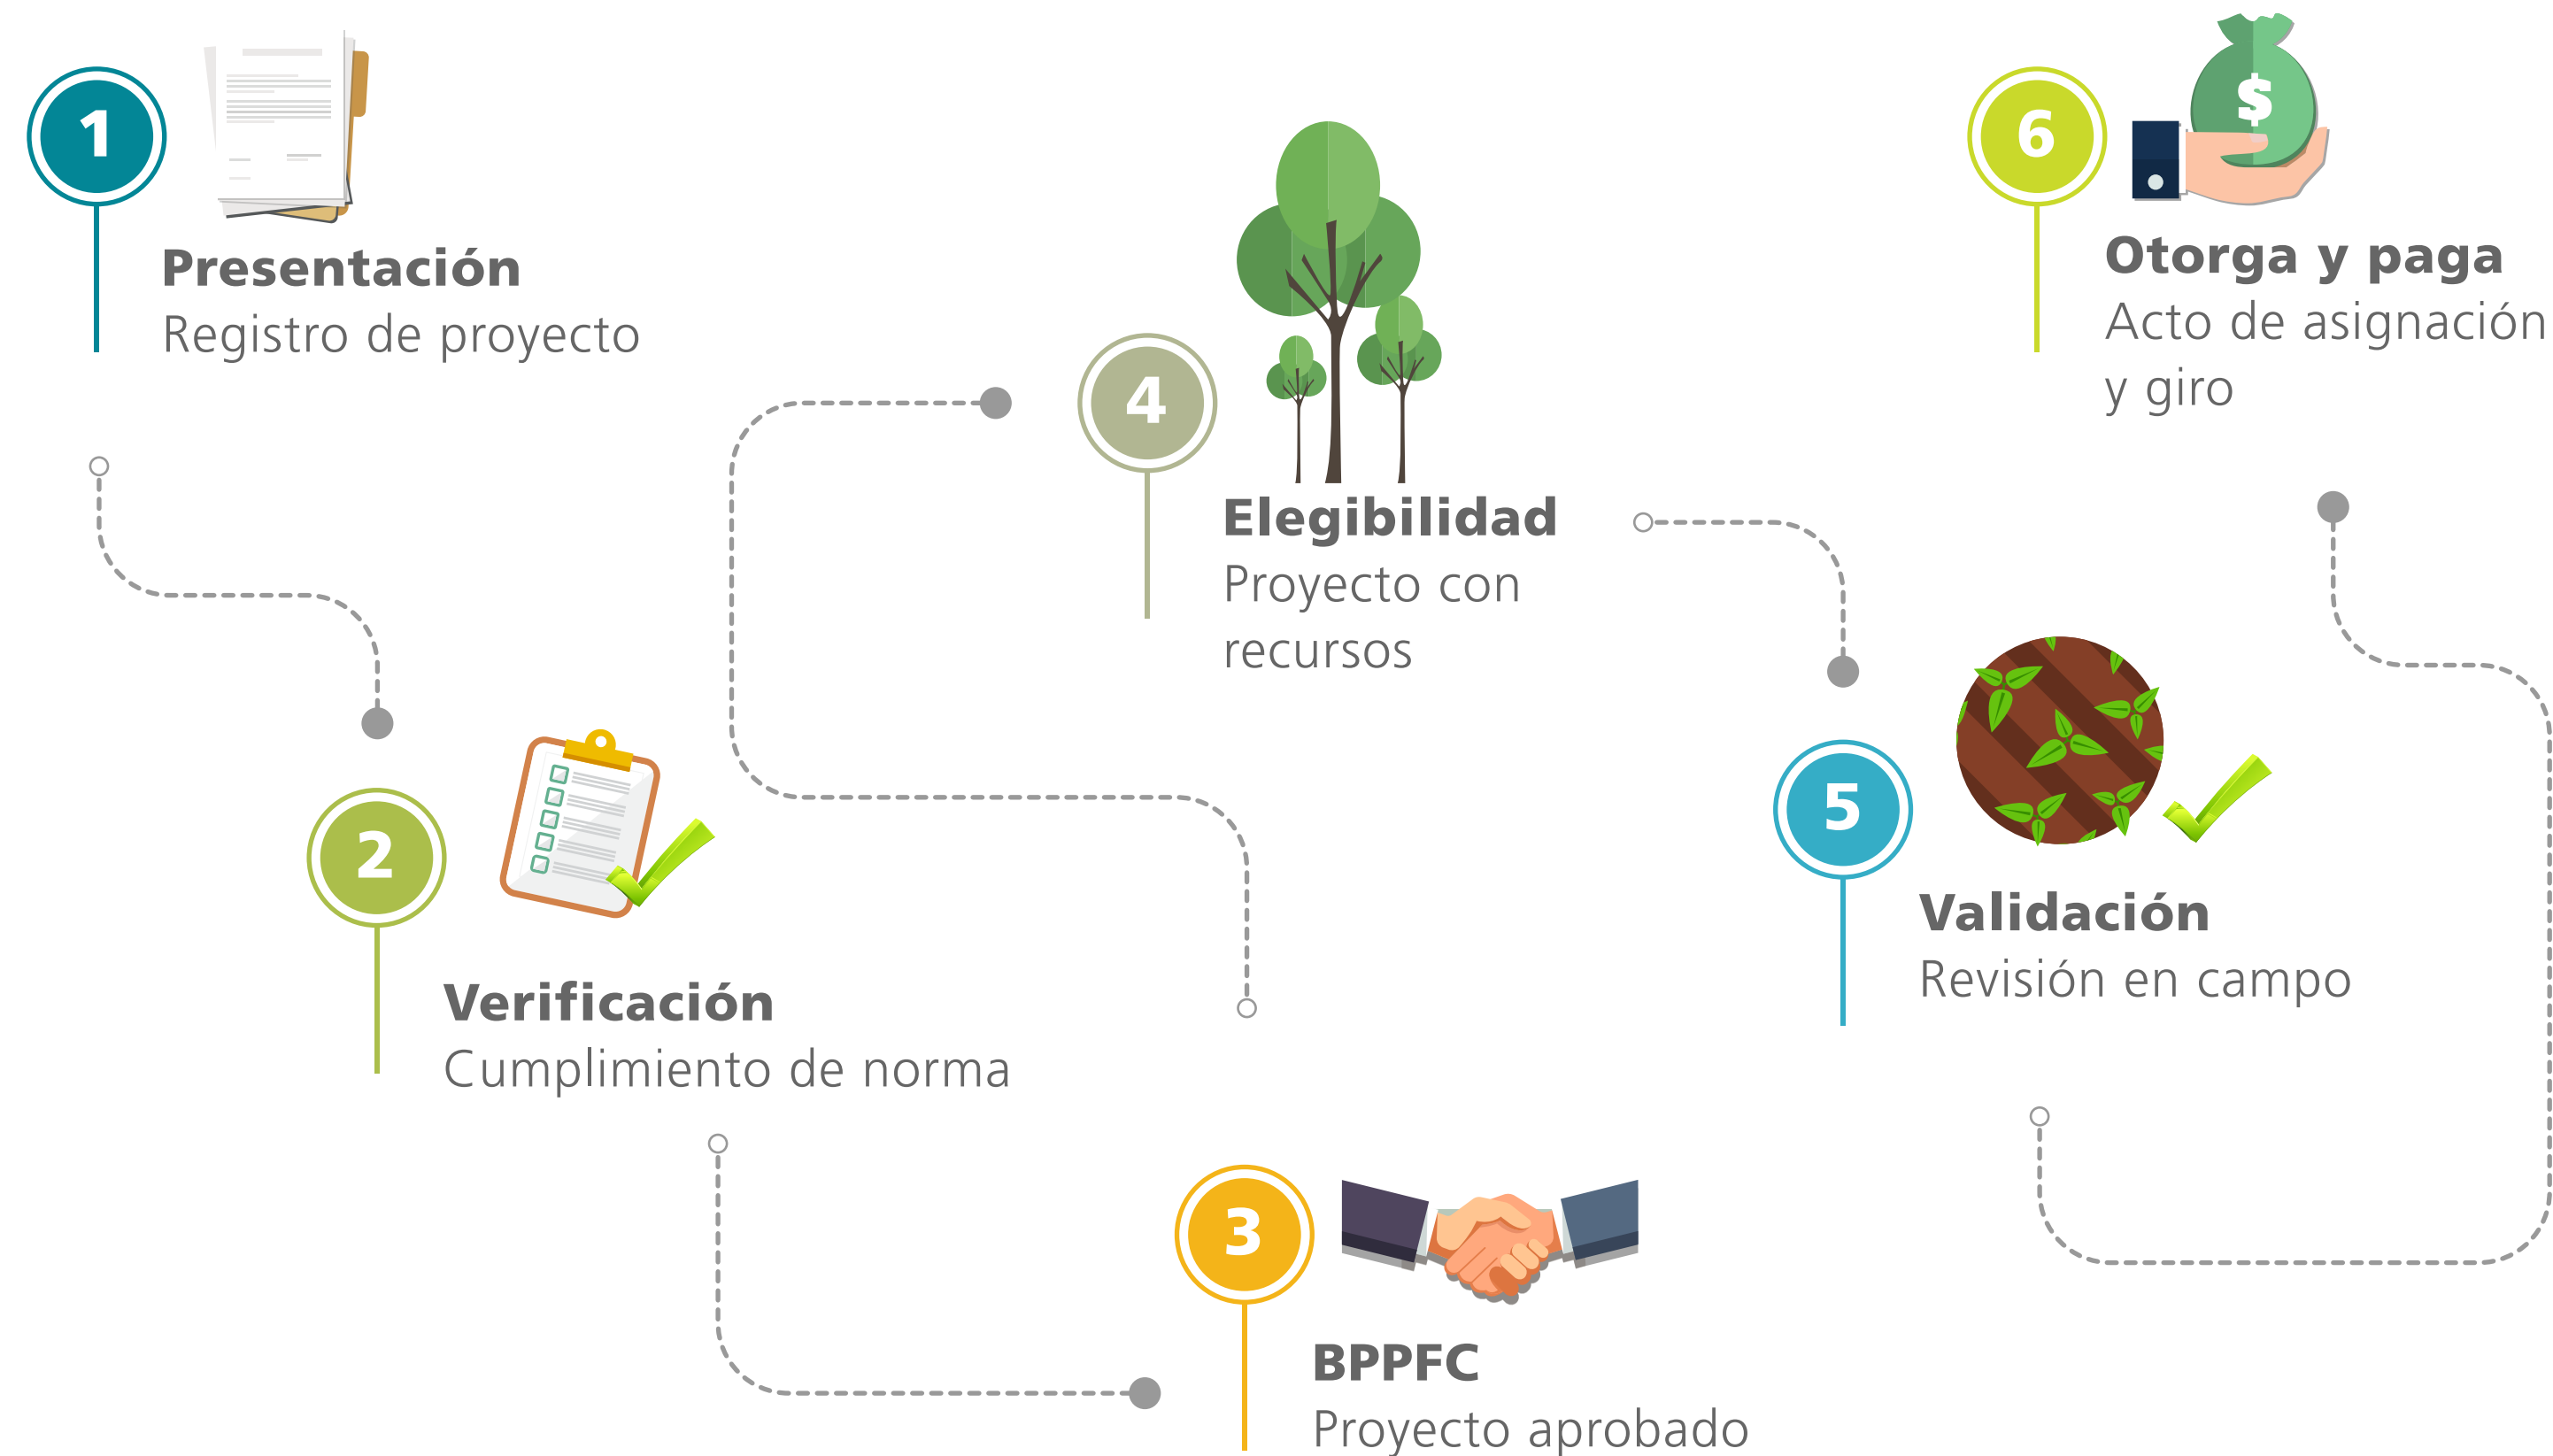 1
Presentación
Registro de proyecto
2
Verificación
Cumplimiento de norma
3
BPPFC
Proyecto aprobado
4
Elegibilidad
Proyecto con
recursos
5
Validación
Revisión en campo
6
$
Otorga y paga
Acto de asignación
y giro